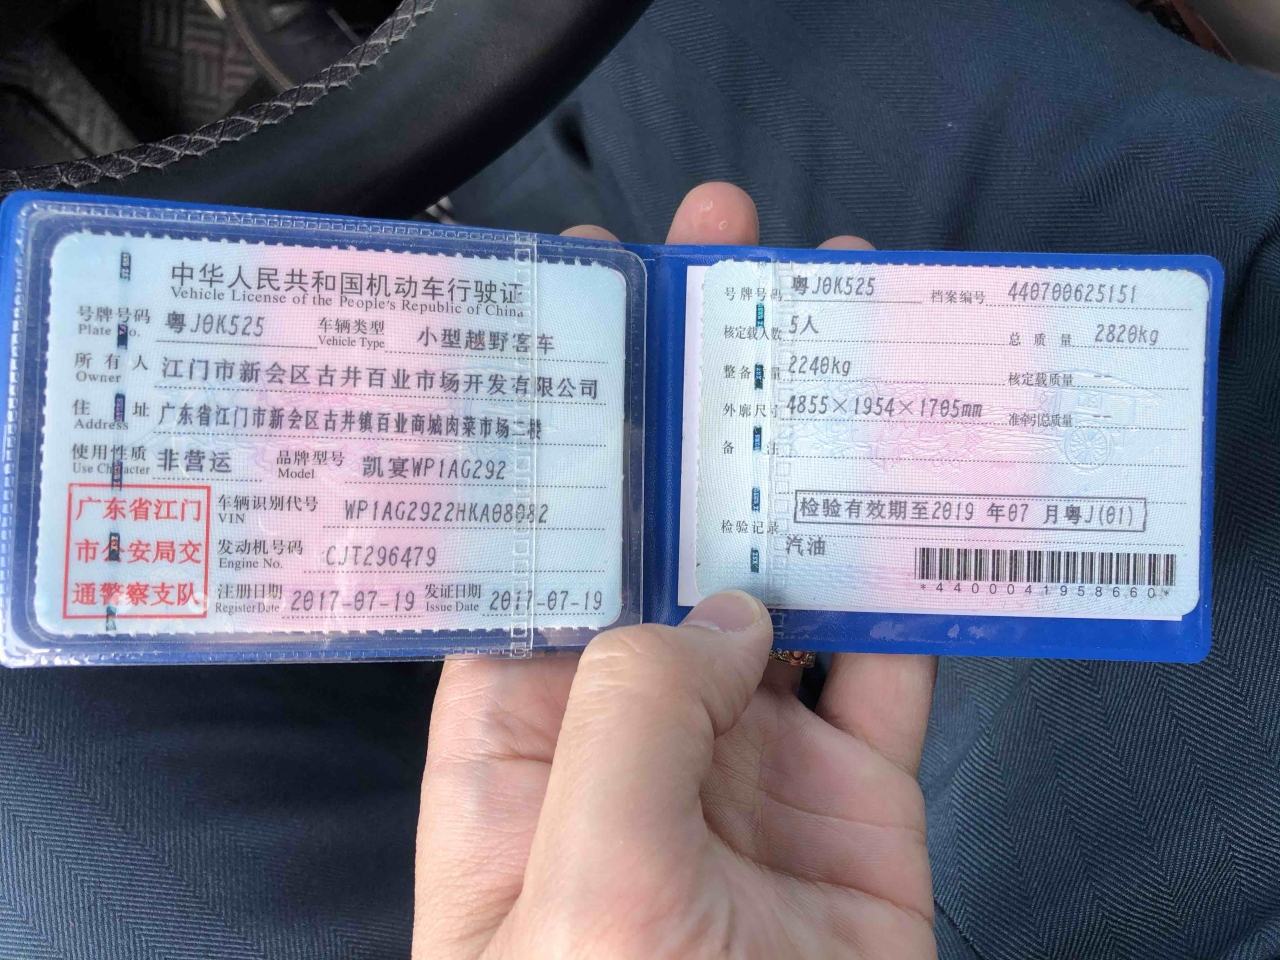 中华人民共和国机动车行驶证
Vehicle License of the People's Republic of China
号牌号码 粤J0K525 车辆类型 小型越野客车
Plate No. Vehicle Type
所有人 江门市新会区古井百业市场开发有限公司
Owner
住址 广东省江门市新会区古井镇百业商城肉菜市场二楼
Address
使用性质 非营运 品牌型号 凯宴WP1AG292
Use Character Model
广东省江门
市公安局交
通警察支队
车辆识别代号 WP1AG2922HKA08082
VIN
发动机号码 CJT296479
Engine No.
注册日期 2017-07-19 发证日期 2017-07-19
Register Date Issue Date
号牌号码 粤J0K525 档案编号 440700625151
核定载人数 5人 总质量 2820kg
整备质量 2240kg 核定载质量 --
外廓尺寸 4855×1954×1705mm 准牵引总质量 --
备注
检验有效期至2019 年07 月粤J(01)
检验记录
汽油
*4400041958660*